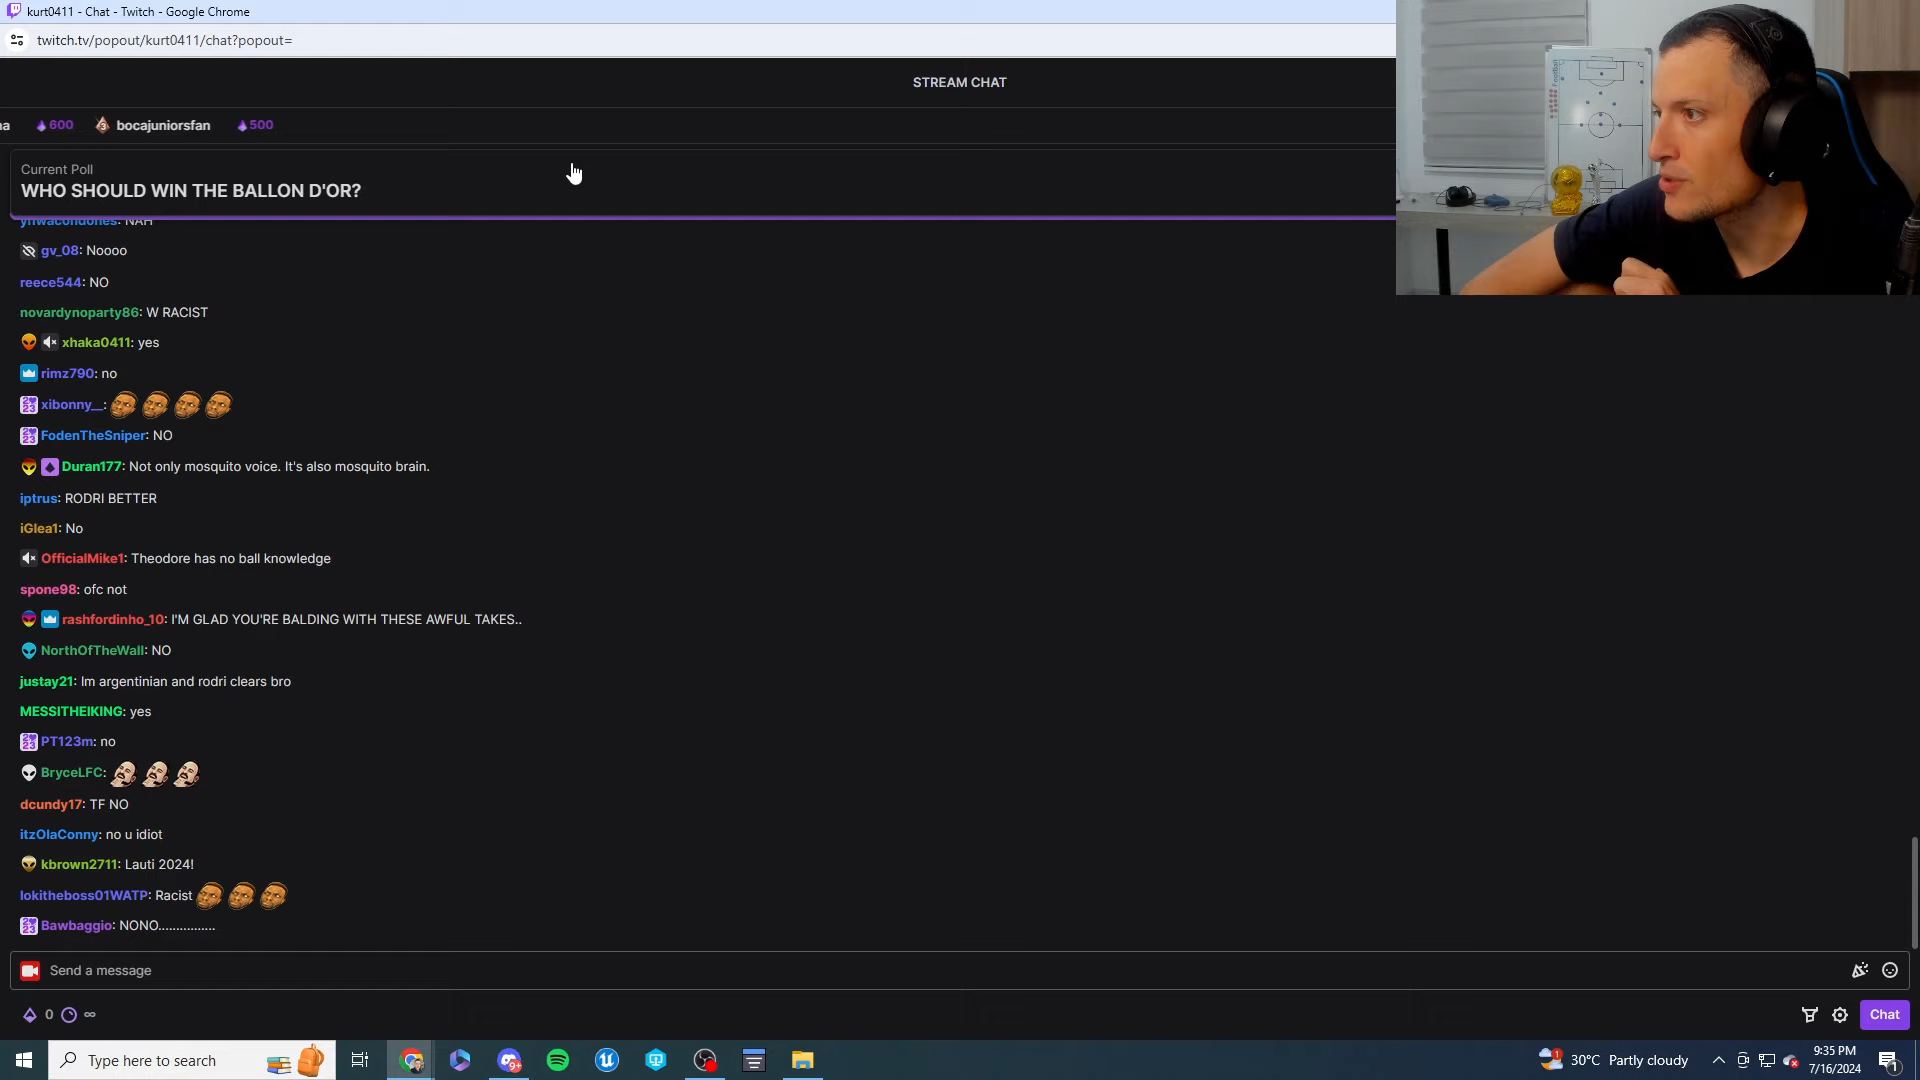 kurt0411 - Chat - Twitch - Google Chrome
twitch.tv/popout/kurt0411/chat?popout=
STREAM CHAT
600 bocajuniorsfan 500
Current Poll
WHO SHOULD WIN THE BALLON D'OR?
ynwacondones: NAH
gv_08: Noooo
reece544: NO
novardynoparty86: W RACIST
xhaka0411: yes
rimz790: no
xibonny__:
FodenTheSniper: NO
Duran177: Not only mosquito voice. It's also mosquito brain.
iptrus: RODRI BETTER
iGlea1: No
OfficialMike1: Theodore has no ball knowledge
spone98: ofc not
rashfordinho_10: I'M GLAD YOU'RE BALDING WITH THESE AWFUL TAKES..
NorthOfTheWall: NO
justay21: Im argentinian and rodri clears bro
MESSITHEIKING: yes
PT123m: no
BryceLFC:
dcundy17: TF NO
itzOlaConny: no u idiot
kbrown2711: Lauti 2024!
lokitheboss01WATP: Racist
Bawbaggio: NONO...............
Send a message
0 ∞
Chat
Type here to search
30°C Partly cloudy
9:35 PM
7/16/2024